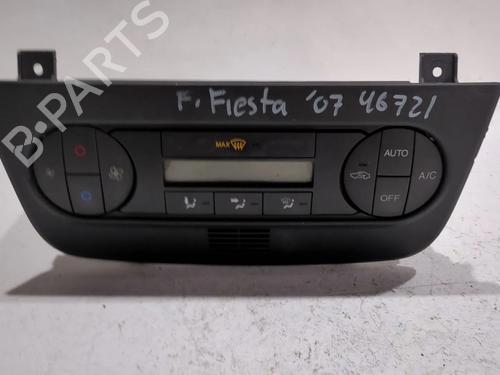 B-PARTS
F. Fiesta '07 46721
MAX
AUTO
A/C
OFF